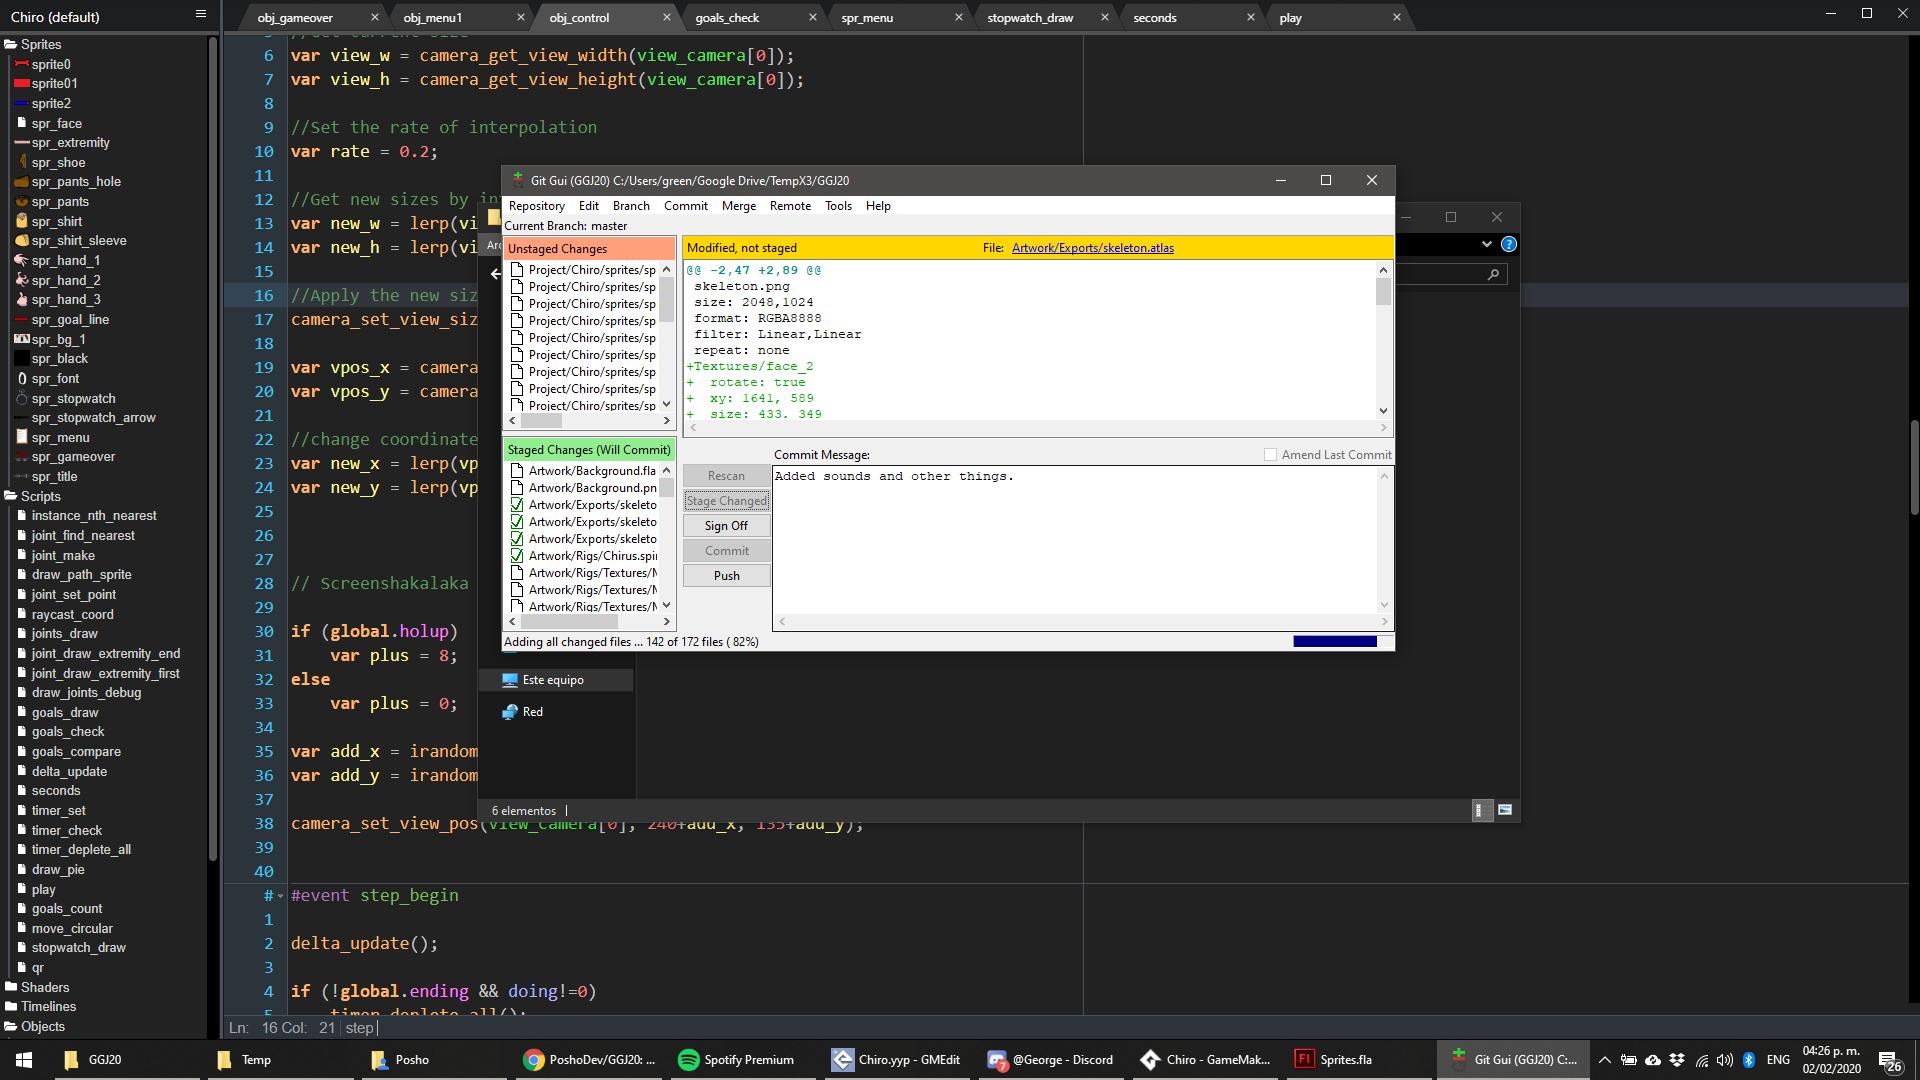 Chiro (default)
obj_gameover
obj_menu1
obj_control
goals_check
spr_menu
stopwatch_draw
seconds
play
Sprites
sprite0
sprite01
sprite2
spr_face
spr_extremity
spr_shoe
spr_pants_hole
spr_pants
spr_shirt
spr_shirt_sleeve
spr_hand_1
spr_hand_2
spr_hand_3
spr_goal_line
spr_bg_1
spr_black
spr_font
spr_stopwatch
spr_stopwatch_arrow
spr_menu
spr_gameover
spr_title
Scripts
instance_nth_nearest
joint_find_nearest
joint_make
draw_path_sprite
joint_set_point
raycast_coord
joints_draw
joint_draw_extremity_end
joint_draw_extremity_first
draw_joints_debug
goals_draw
goals_check
goals_compare
delta_update
seconds
timer_set
timer_check
timer_deplete_all
draw_pie
play
goals_count
move_circular
stopwatch_draw
qr
Shaders
Timelines
Objects
6 var view_w = camera_get_view_width(view_camera[0]);
7 var view_h = camera_get_view_height(view_camera[0]);
8
9 //Set the rate of interpolation
10 var rate = 0.2;
11
12 //Get new sizes by in
13 var new_w = lerp(vi
14 var new_h = lerp(vi
15
16 //Apply the new siz
17 camera_set_view_siz
18
19 var vpos_x = camera
20 var vpos_y = camera
21
22 //change coordinate
23 var new_x = lerp(vp
24 var new_y = lerp(vp
25
26
27
28 // Screenshakalaka
29
30 if (global.holup)
31 var plus = 8;
32 else
33 var plus = 0;
34
35 var add_x = irandom
36 var add_y = irandom
37
38 camera_set_view_pos(view_camera[0], 240+add_x, 135+add_y);
39
40
# #event step_begin
1
2 delta_update();
3
4 if (!global.ending && doing!=0)
5 timer_deplete_all();
Ln: 16 Col: 21 step
Git Gui (GGJ20) C:/Users/green/Google Drive/TempX3/GGJ20
Repository Edit Branch Commit Merge Remote Tools Help
Current Branch: master
Unstaged Changes
Project/Chiro/sprites/sp
Project/Chiro/sprites/sp
Project/Chiro/sprites/sp
Project/Chiro/sprites/sp
Project/Chiro/sprites/sp
Project/Chiro/sprites/sp
Project/Chiro/sprites/sp
Project/Chiro/sprites/sp
Project/Chiro/sprites/sp
Modified, not staged File: Artwork/Exports/skeleton.atlas
@@ -2,47 +2,89 @@
skeleton.png
size: 2048,1024
format: RGBA8888
filter: Linear,Linear
repeat: none
+Textures/face_2
+ rotate: true
+ xy: 1641, 589
+ size: 433, 349
Staged Changes (Will Commit)
Artwork/Background.fla
Artwork/Background.pn
Artwork/Exports/skeleto
Artwork/Exports/skeleto
Artwork/Exports/skeleto
Artwork/Rigs/Chirus.spi
Artwork/Rigs/Textures/
Artwork/Rigs/Textures/
Artwork/Rigs/Textures/
Commit Message:
Amend Last Commit
Rescan
Stage Changed
Sign Off
Commit
Push
Added sounds and other things.
Adding all changed files ... 142 of 172 files ( 82%)
Este equipo
Red
6 elementos
GGJ20
Temp
Posho
PoshoDev/GGJ20: ...
Spotify Premium
Chiro.yyp - GMEdit
@George - Discord
Chiro - GameMak...
Sprites.fla
Git Gui (GGJ20) C:...
ENG
04:26 p. m.
02/02/2020
26